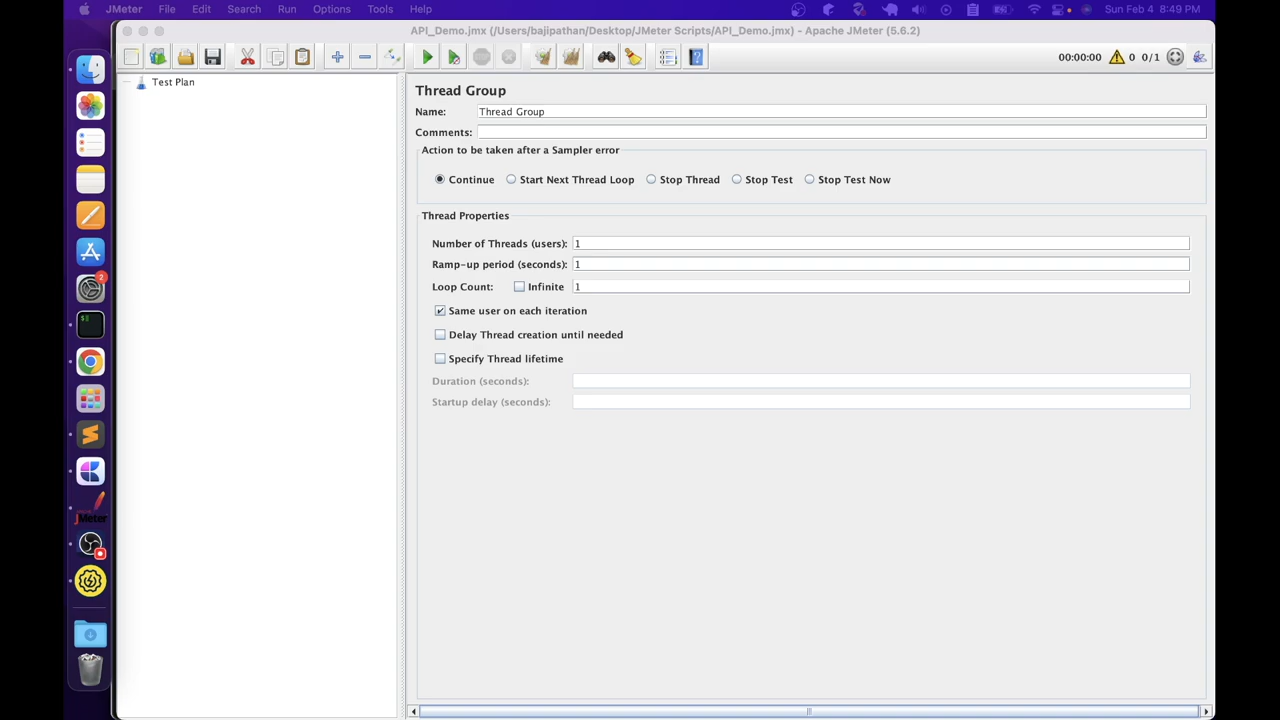 JMeter File Edit Search Run Options Tools Help Sun Feb 4 8:49 PM
API_Demo.jmx (/Users/bajipathan/Desktop/JMeter Scripts/API_Demo.jmx) - Apache JMeter (5.6.2)
00:00:00 0 0/1
Test Plan
Thread Group
Name: Thread Group
Comments:
Action to be taken after a Sampler error
Continue Start Next Thread Loop Stop Thread Stop Test Stop Test Now
Thread Properties
Number of Threads (users): 1
Ramp-up period (seconds): 1
Loop Count: Infinite 1
Same user on each iteration
Delay Thread creation until needed
Specify Thread lifetime
Duration (seconds):
Startup delay (seconds):
2
JMeter